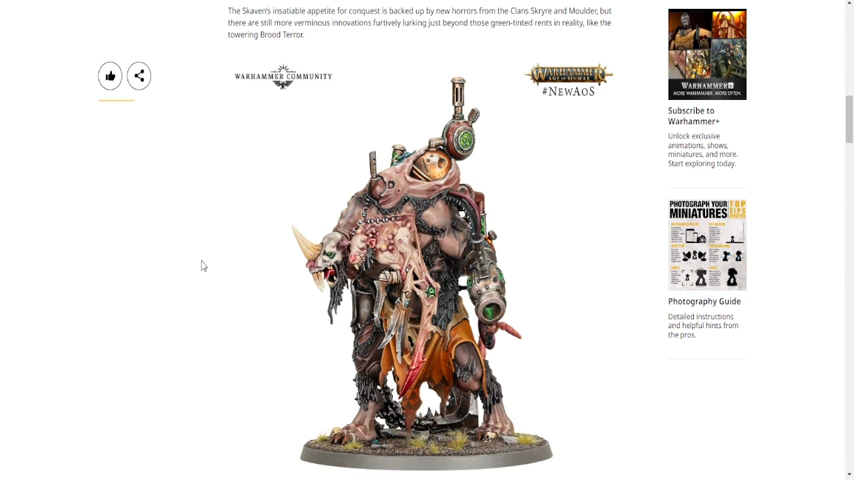 The Skaven's insatiable appetite for conquest is backed up by new horrors from the Clans Skryre and Moulder, but
there are still more verminous innovations furtively lurking just beyond those green-tinted rents in reality, like the
towering Brood Terror.
WARHAMMER COMMUNITY
WARHAMMER
AGE OF SIGMAR
#NEWAOS
WARHAMMER+
MORE WARHAMMER. MORE OFTEN.
Subscribe to
Warhammer+
Unlock exclusive
animations, shows,
miniatures, and more.
Start exploring today.
PHOTOGRAPH YOUR
MINIATURES
TOP
TIPS
Photography Guide
Detailed instructions
and helpful hints from
the pros.